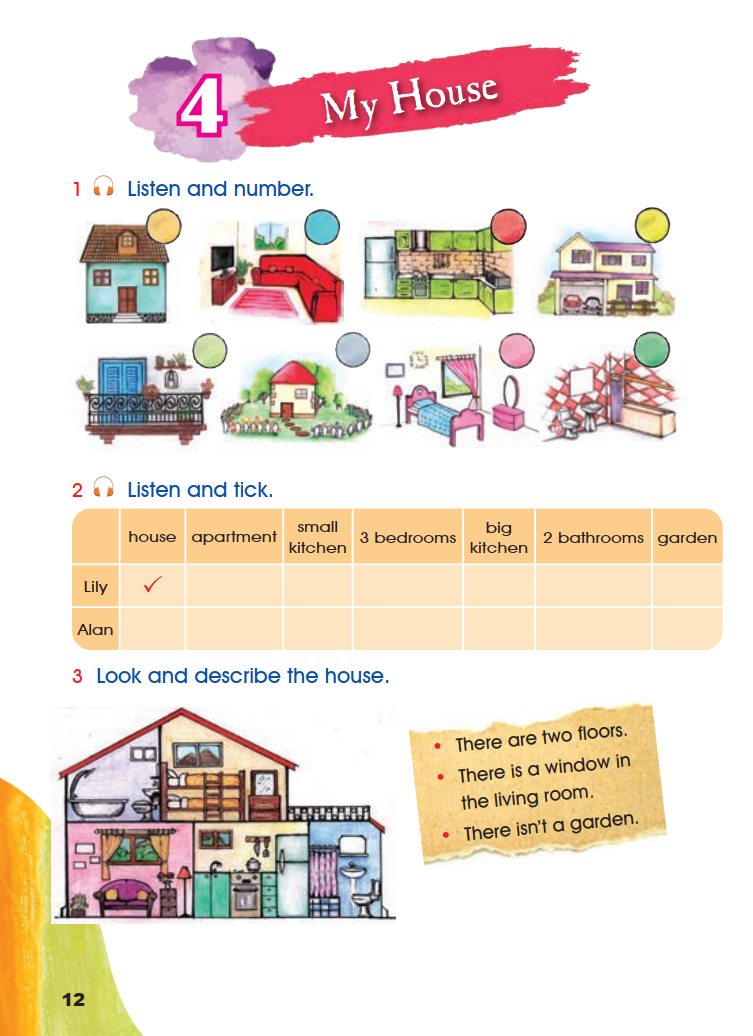 4
My House
1 Listen and number.
2 Listen and tick.
house apartment small kitchen 3 bedrooms big kitchen 2 bathrooms garden
Lily ✓
Alan
3 Look and describe the house.
• There are two floors.
• There is a window in
the living room.
• There isn't a garden.
12